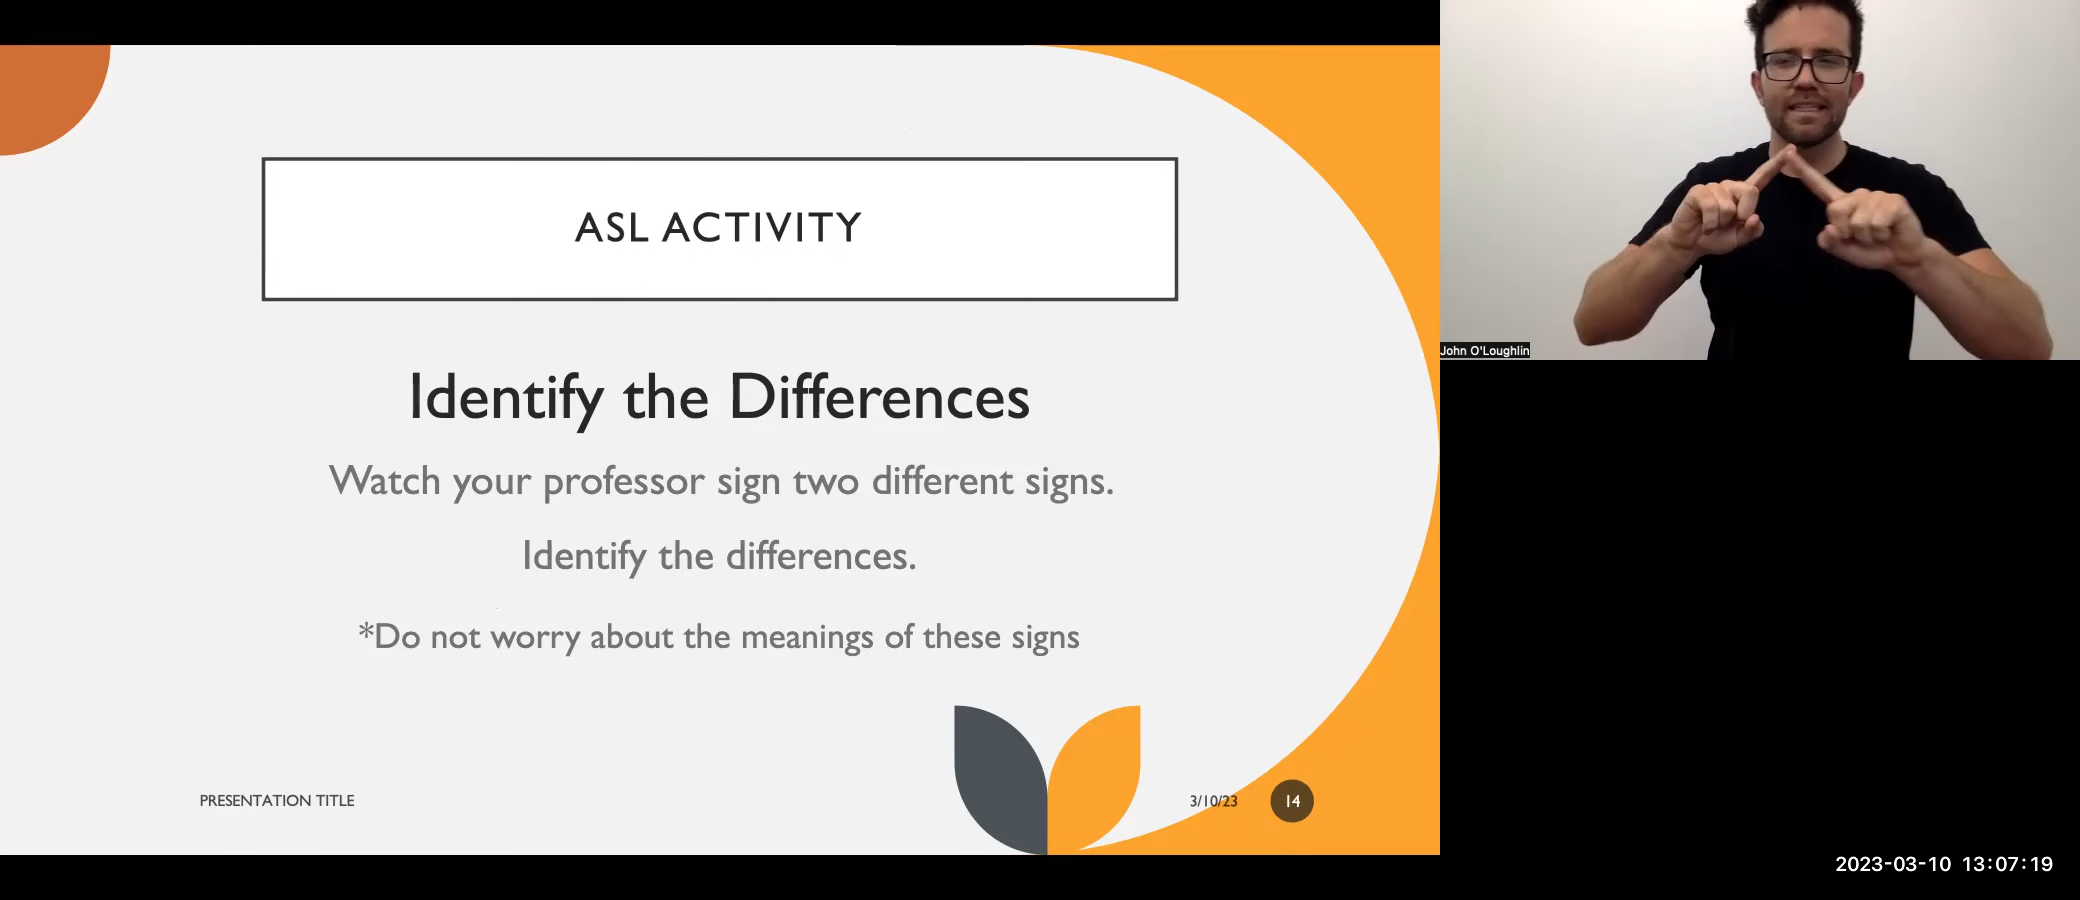 ASL ACTIVITY
Identify the Differences
Watch your professor sign two different signs.
Identify the differences.
*Do not worry about the meanings of these signs
PRESENTATION TITLE
3/10/23
14
John O'Loughlin
2023-03-10 13:07:19